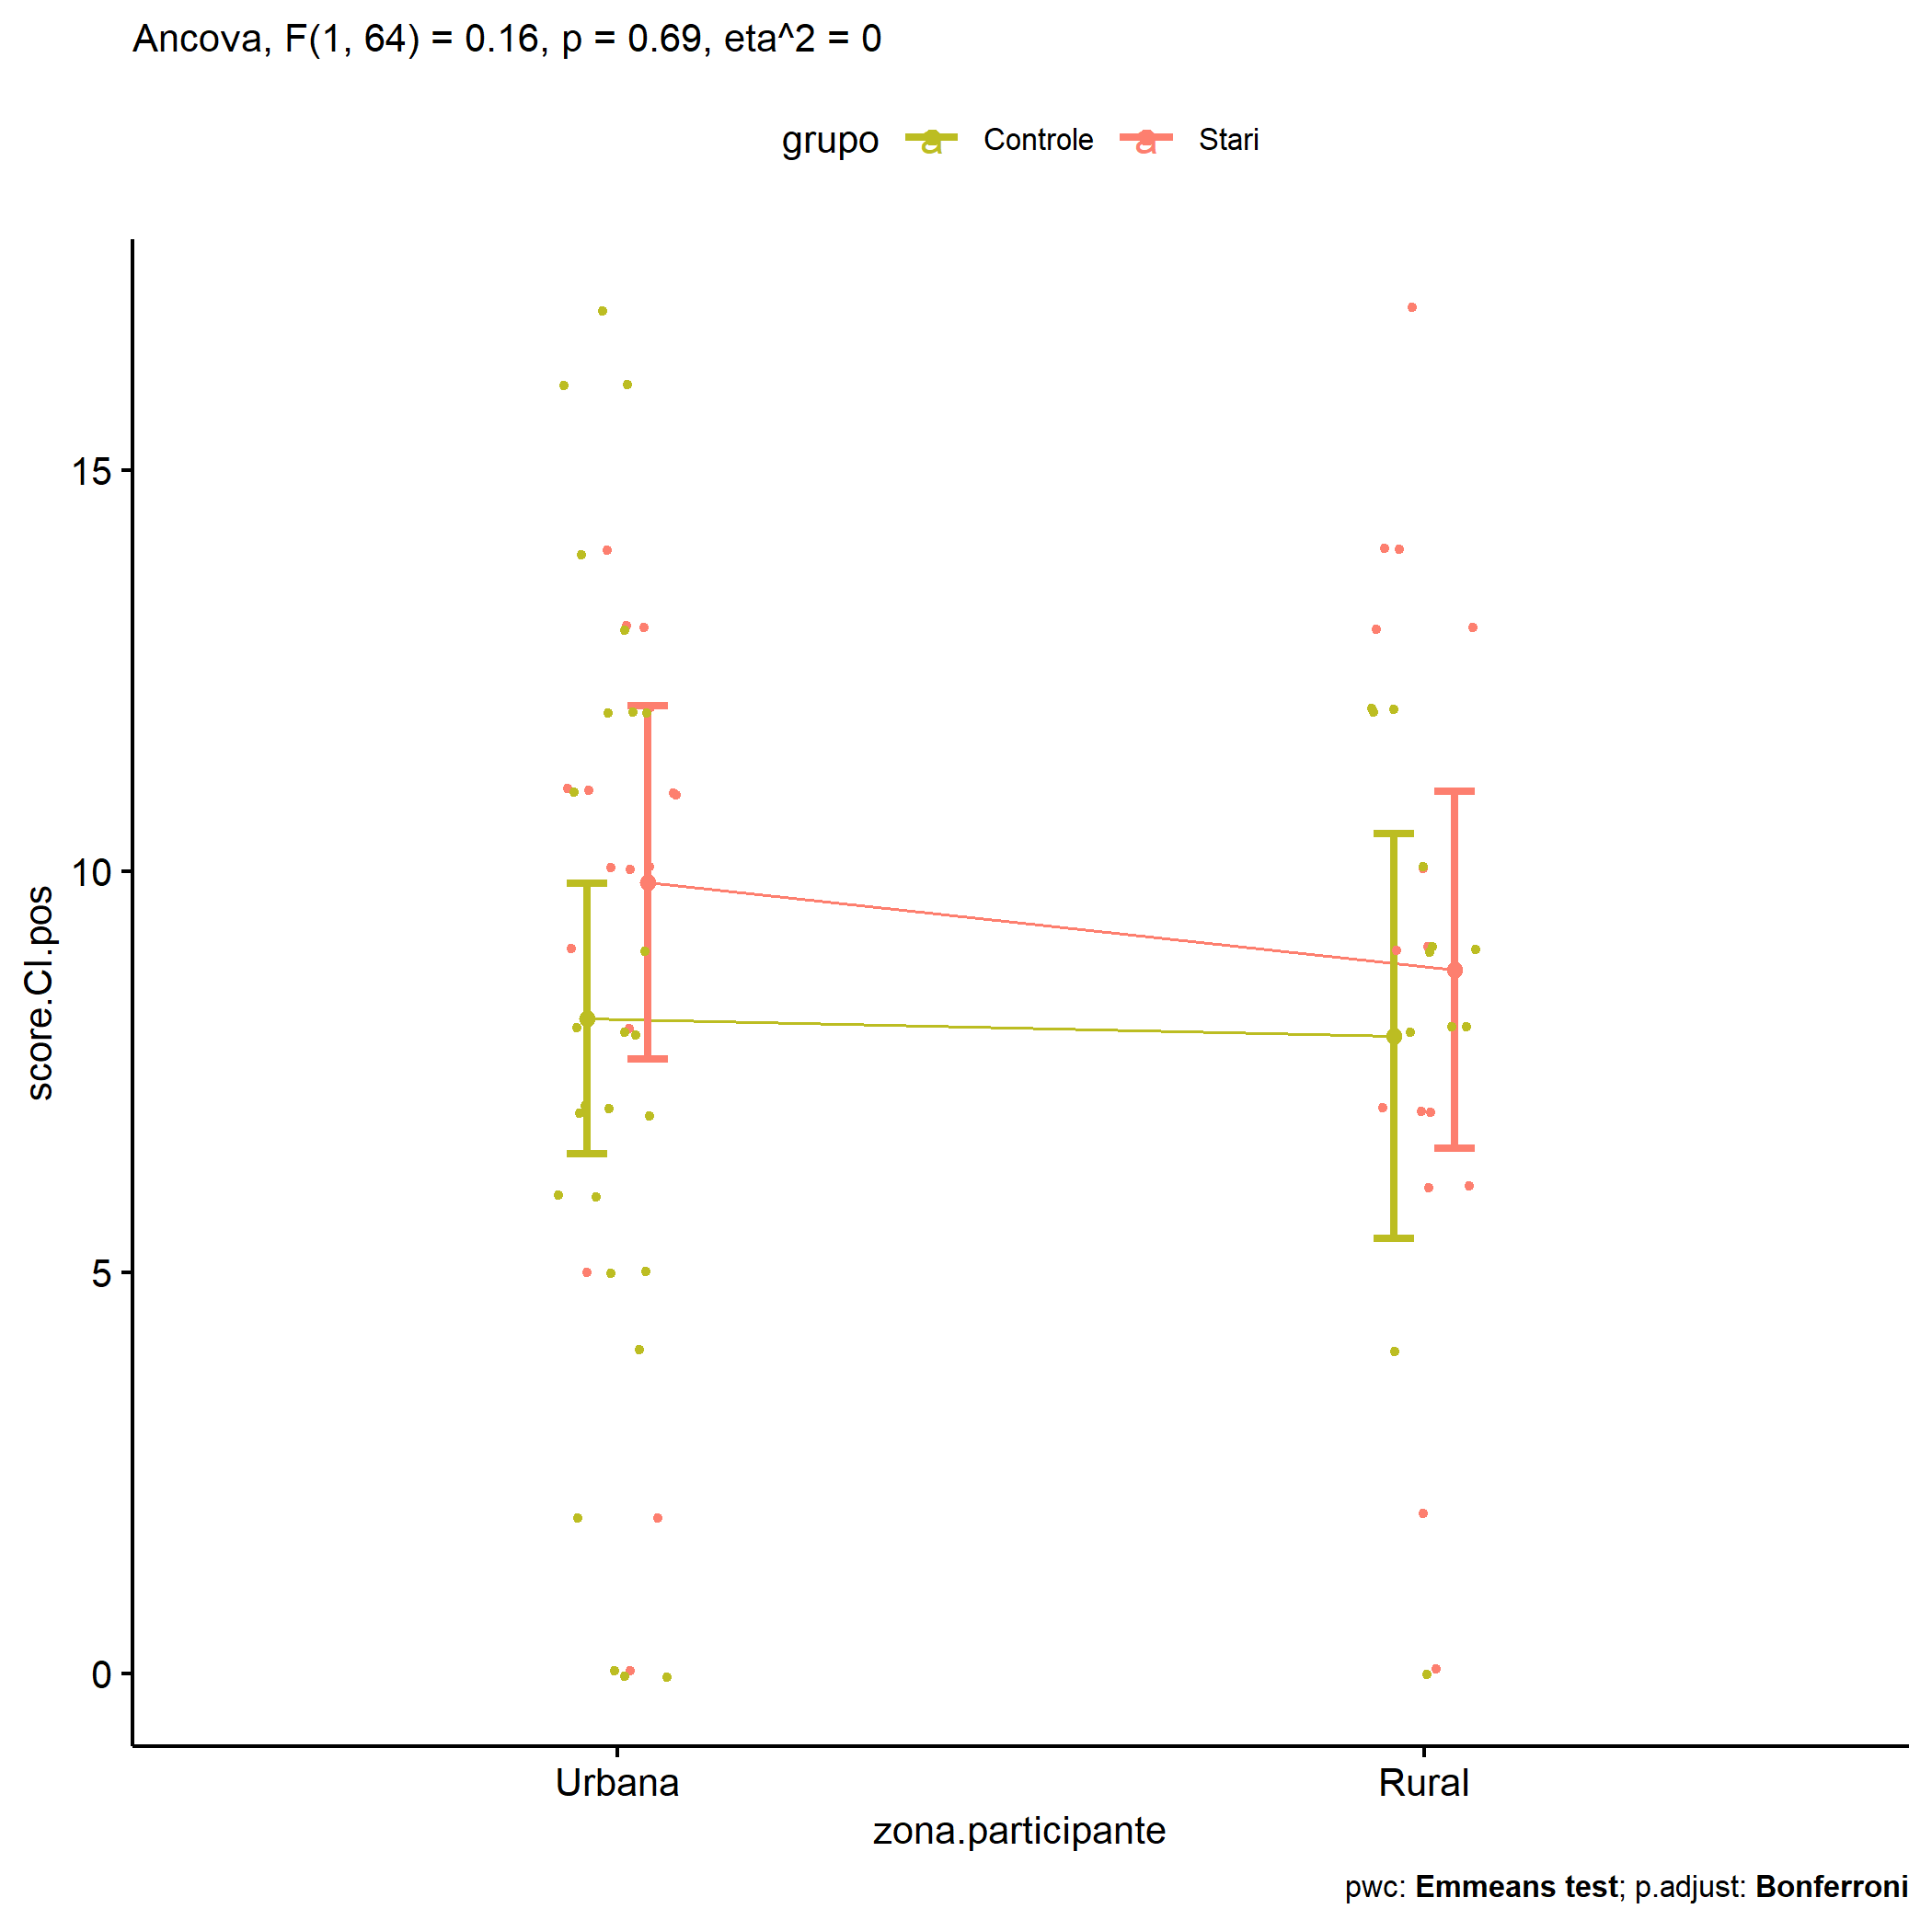 Ancova, F(1, 64) = 0.16, p = 0.69, eta^2 = 0
grupo a Controle a Stari
15
10
5
0
score.CI.pos
Urbana Rural
zona.participante
pwc: Emmeans test; p.adjust: Bonferroni